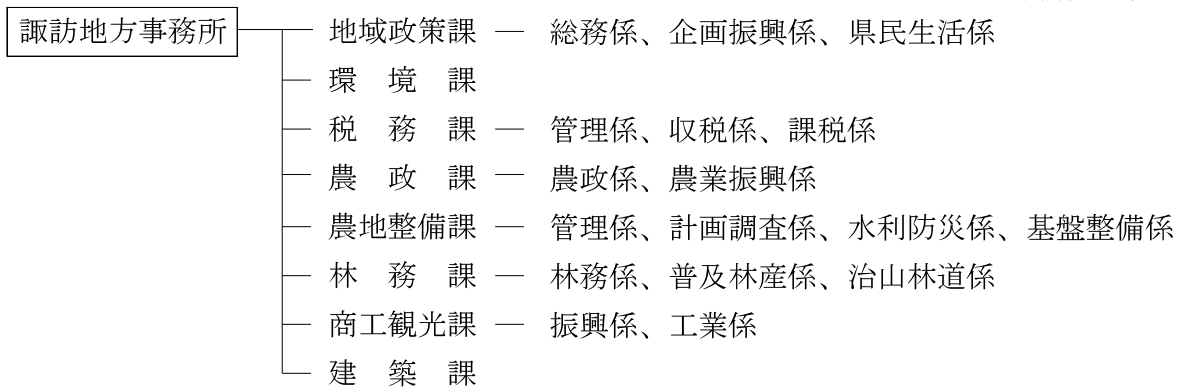 諏訪地方事務所 地域政策課 — 総務係、企画振興係、県民生活係
環境課
税務課 — 管理係、収税係、課税係
農政課 — 農政係、農業振興係
農地整備課 — 管理係、計画調査係、水利防災係、基盤整備係
林務課 — 林務係、普及林産係、治山林道係
商工観光課 — 振興係、工業係
建築課